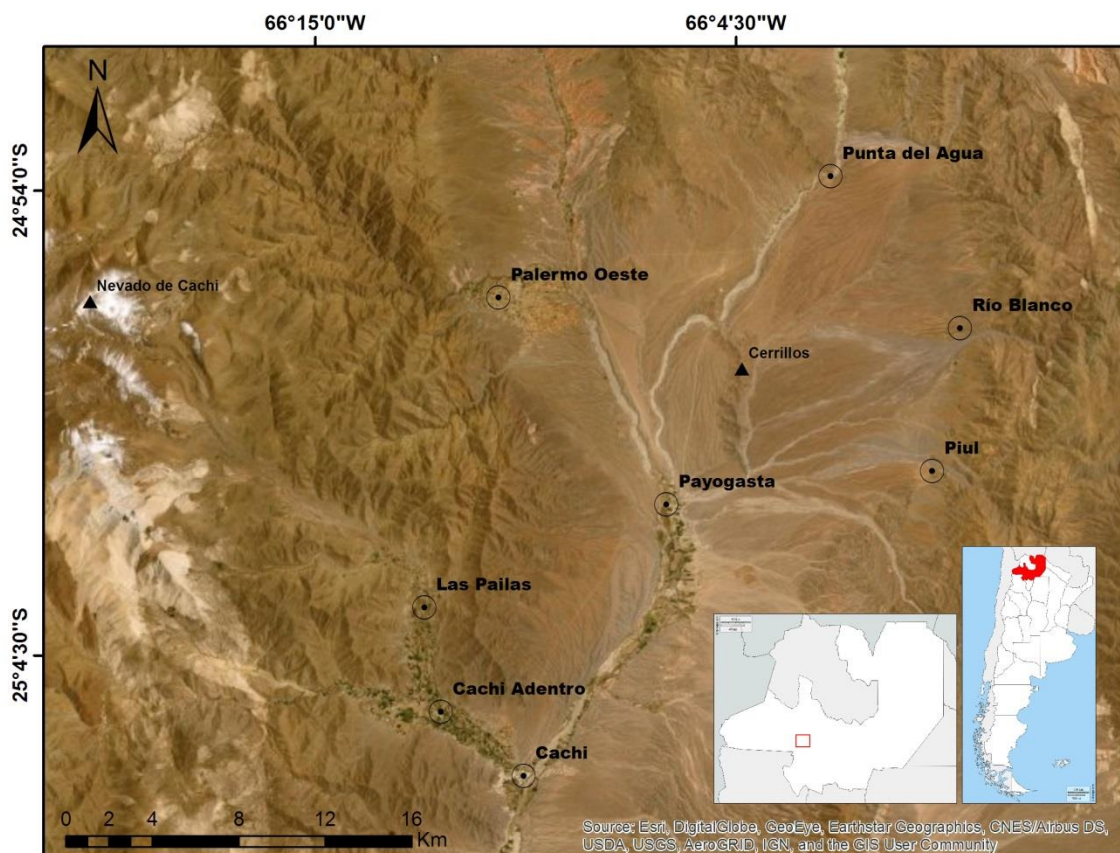 66°15'0"W
66°4'30"W
N
24°54'0"S
Punta del Agua
Palermo Oeste
Nevado de Cachi
Río Blanco
Cerrillos
Piul
Payogasta
Las Pailas
25°4'30"S
Cachi Adentro
Cachi
0 2 4 8 12 16
Km
Source: Esri, DigitalGlobe, GeoEye, Earthstar Geographics, CNES/Airbus DS,
USDA, USGS, AeroGRID, IGN, and the GIS User Community